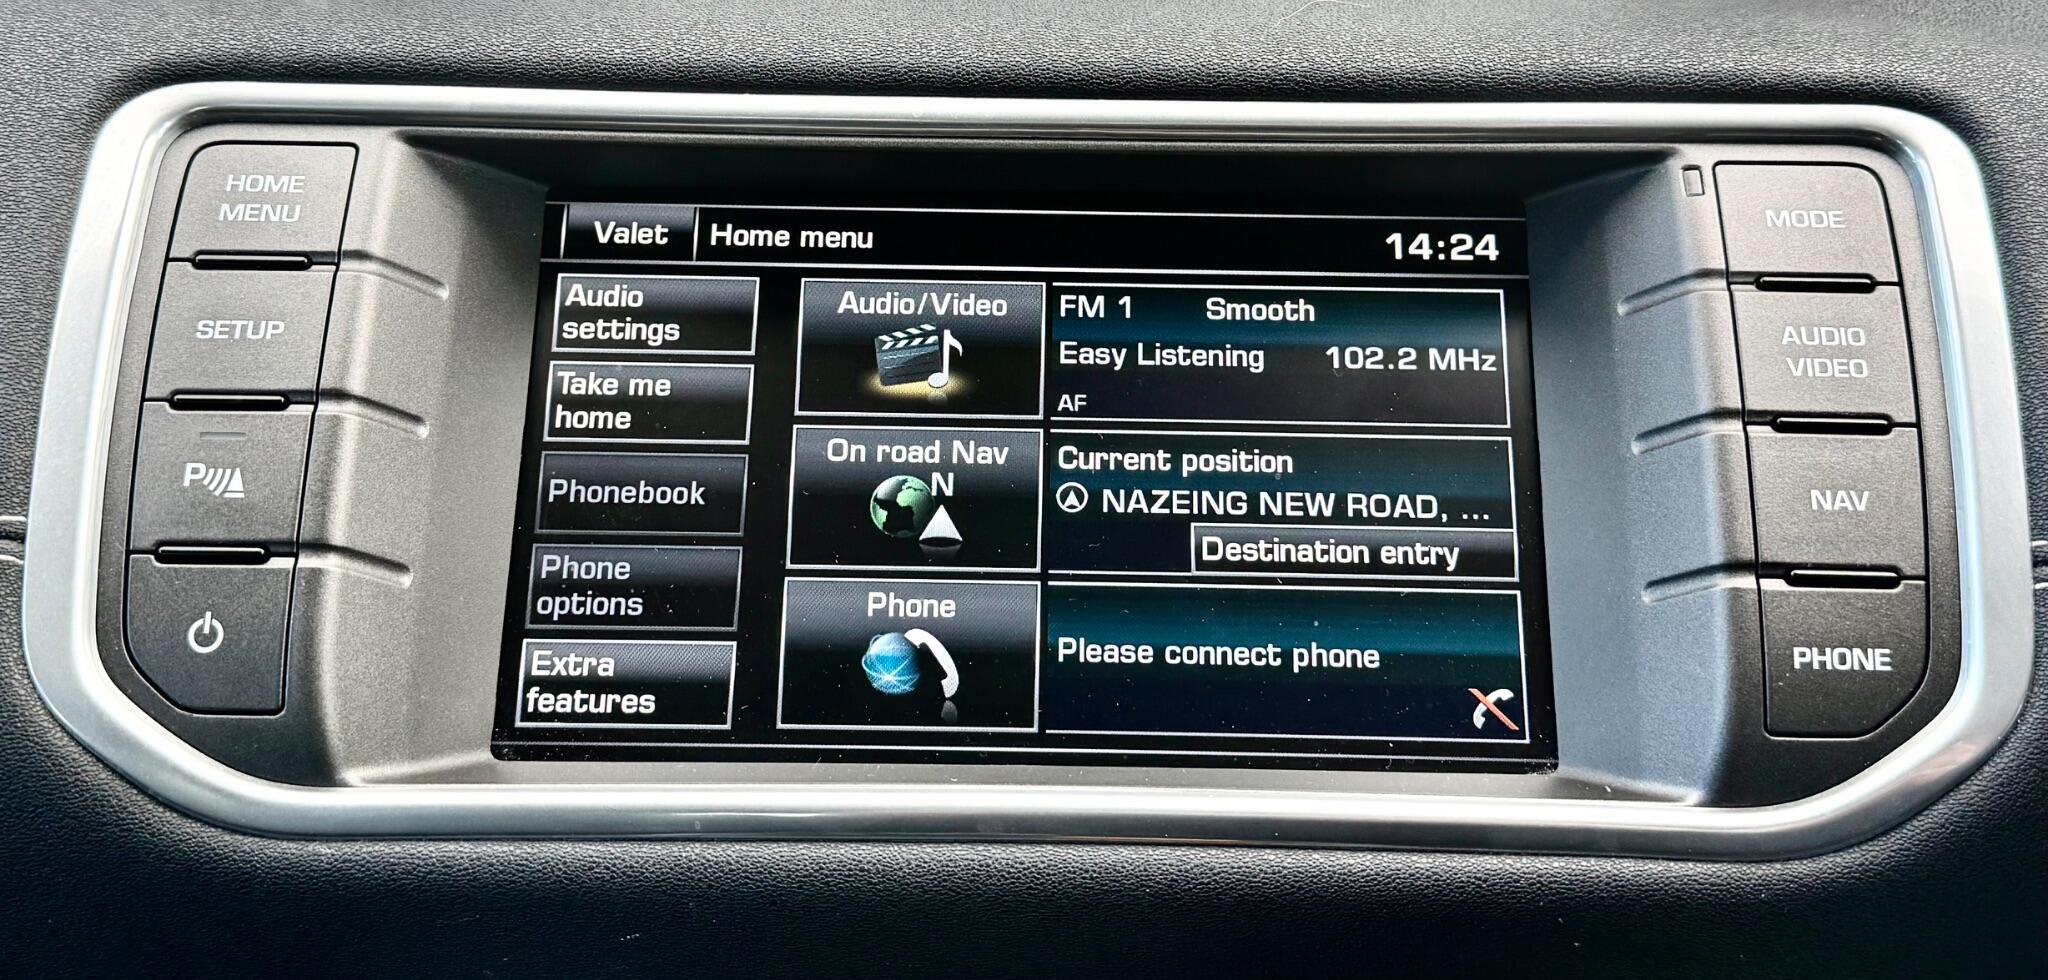 HOME
MENU
SETUP
P
Valet
Home menu
14:24
Audio
settings
Take me
home
Phonebook
Phone
options
Extra
features
Audio/Video
On road Nav
N
Phone
FM 1 Smooth
Easy Listening 102.2 MHz
AF
Current position
NAZEING NEW ROAD, ...
Destination entry
Please connect phone
MODE
AUDIO
VIDEO
NAV
PHONE